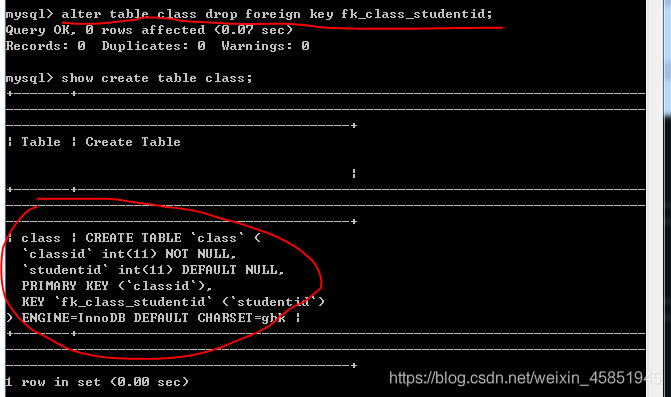 mysql> alter table class drop foreign key fk_class_studentid;
Query OK, 0 rows affected (0.07 sec)
Records: 0  Duplicates: 0  Warnings: 0
mysql> show create table class;
| Table | Create Table
|
| class | CREATE TABLE `class` (
`classid` int(11) NOT NULL,
`studentid` int(11) DEFAULT NULL,
PRIMARY KEY (`classid`),
KEY `fk_class_studentid` (`studentid`)
) ENGINE=InnoDB DEFAULT CHARSET=gbk |
1 row in set (0.00 sec)
https://blog.csdn.net/weixin_45851945